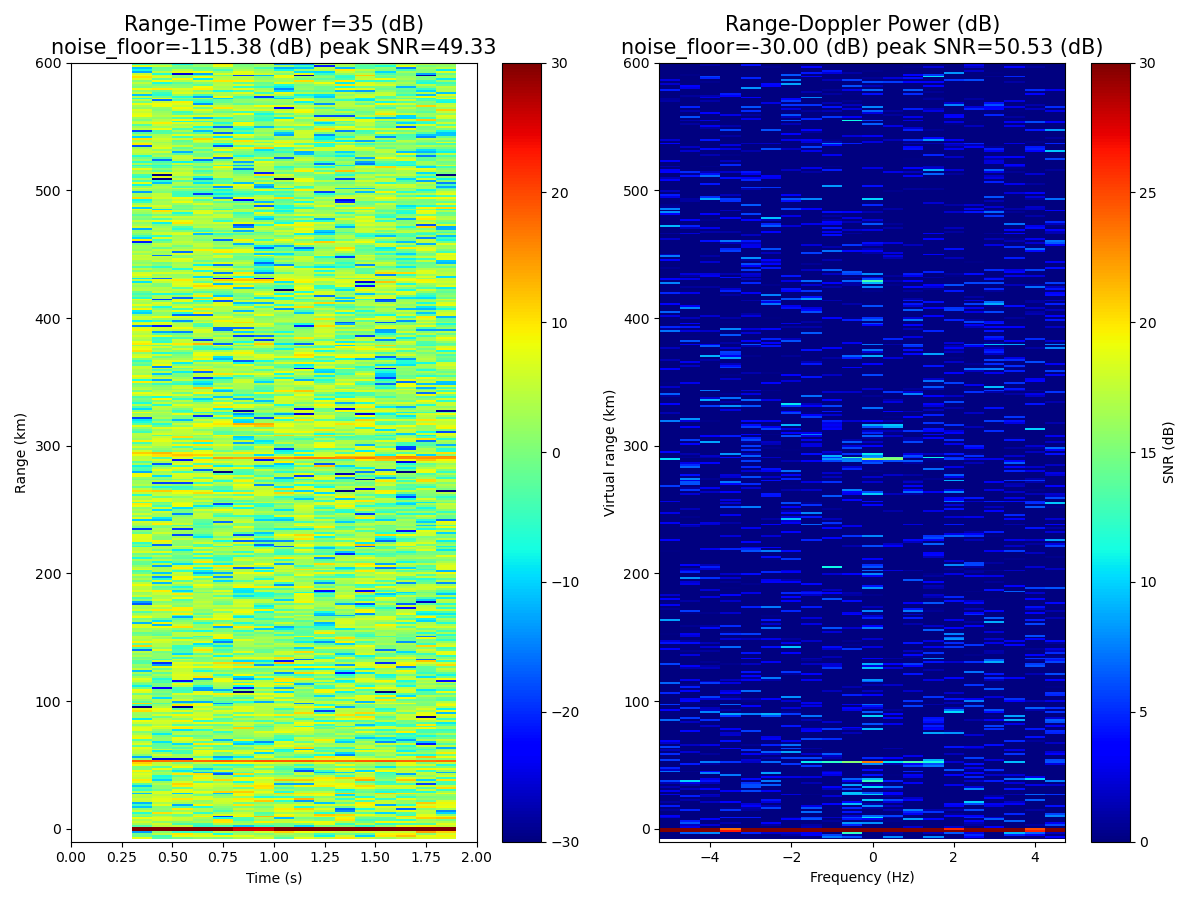 Range-Time Power f=35 (dB)
noise_floor=-115.38 (dB) peak SNR=49.33
Range-Doppler Power (dB)
noise_floor=-30.00 (dB) peak SNR=50.53 (dB)
600
500
400
300
200
100
0
Range (km)
0.00 0.25 0.50 0.75 1.00 1.25 1.50 1.75 2.00
Time (s)
30
20
10
0
−10
−20
−30
600
500
400
300
200
100
0
Virtual range (km)
−4 −2 0 2 4
Frequency (Hz)
30
25
20
15
10
5
0
SNR (dB)